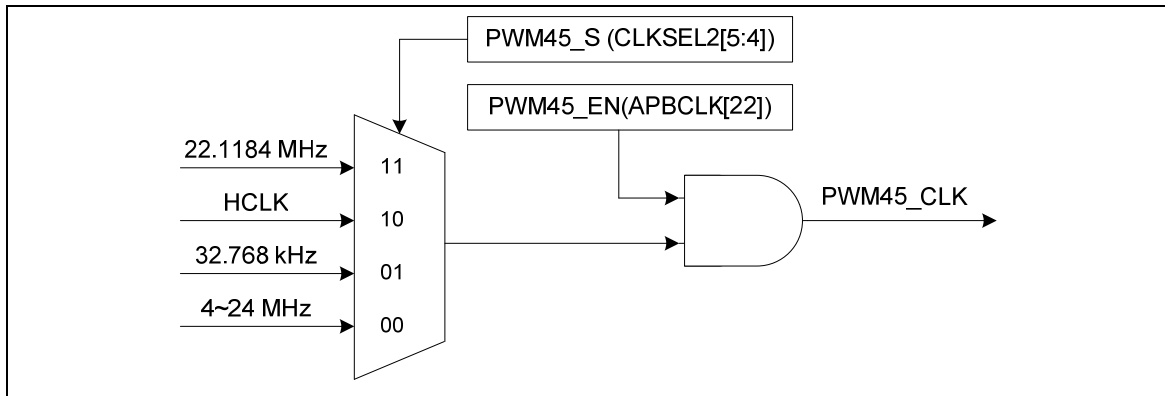 PWM45_S (CLKSEL2[5:4])
PWM45_EN(APBCLK[22])
22.1184 MHz
11
HCLK
10
PWM45_CLK
32.768 kHz
01
4~24 MHz
00